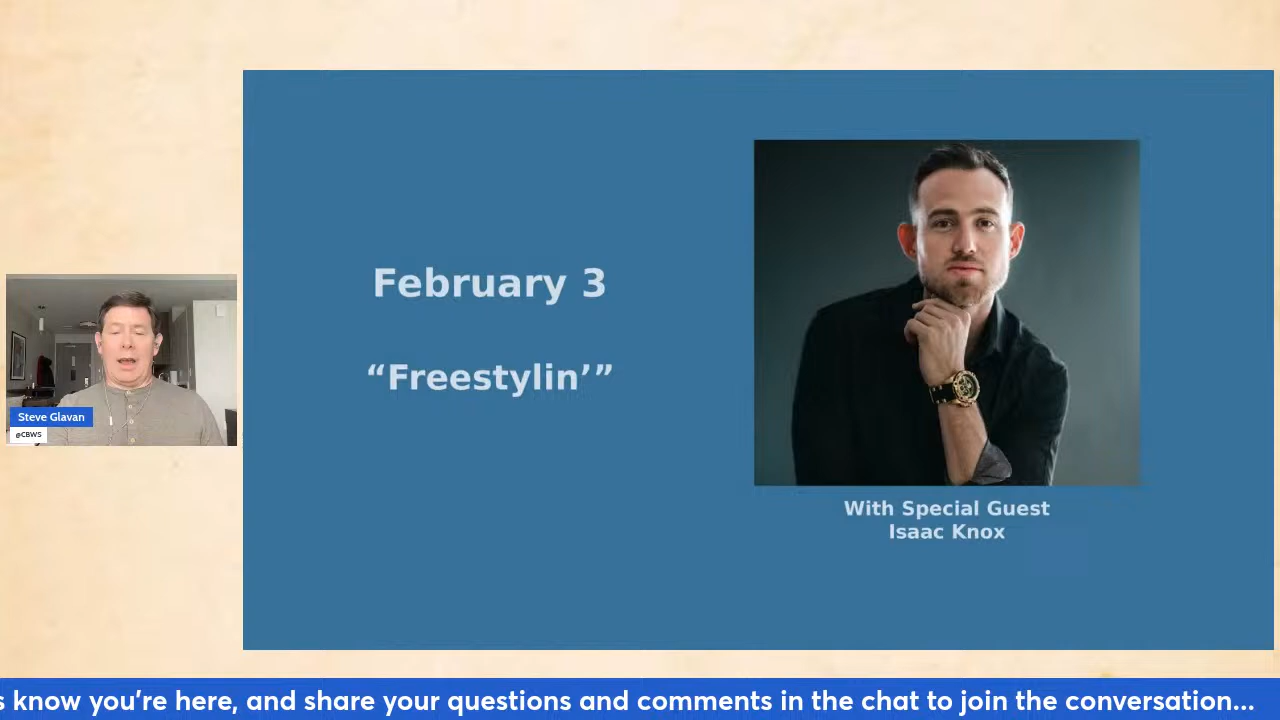 February 3
“Freestylin’”
With Special Guest
Isaac Knox
Steve Glavan
@CBWS
know you’re here, and share your questions and comments in the chat to join the conversation...